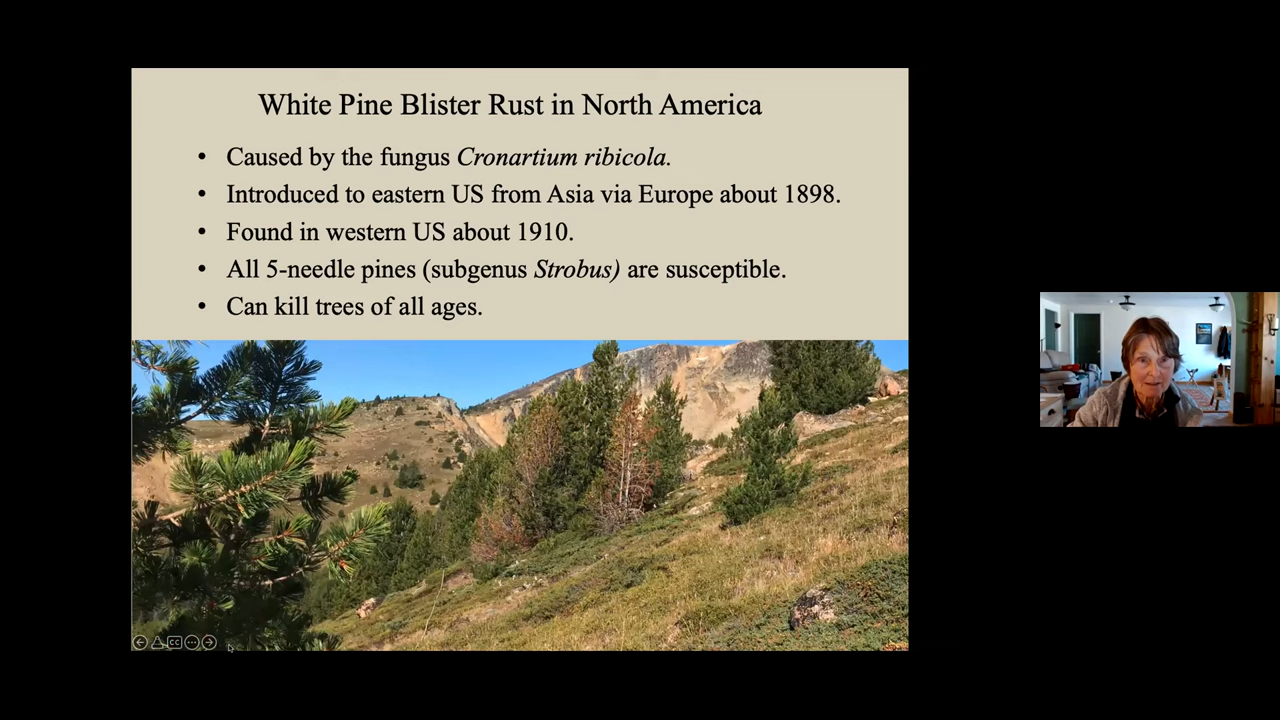 White Pine Blister Rust in North America
• Caused by the fungus Cronartium ribicola.
• Introduced to eastern US from Asia via Europe about 1898.
• Found in western US about 1910.
• All 5-needle pines (subgenus Strobus) are susceptible.
• Can kill trees of all ages.
CC